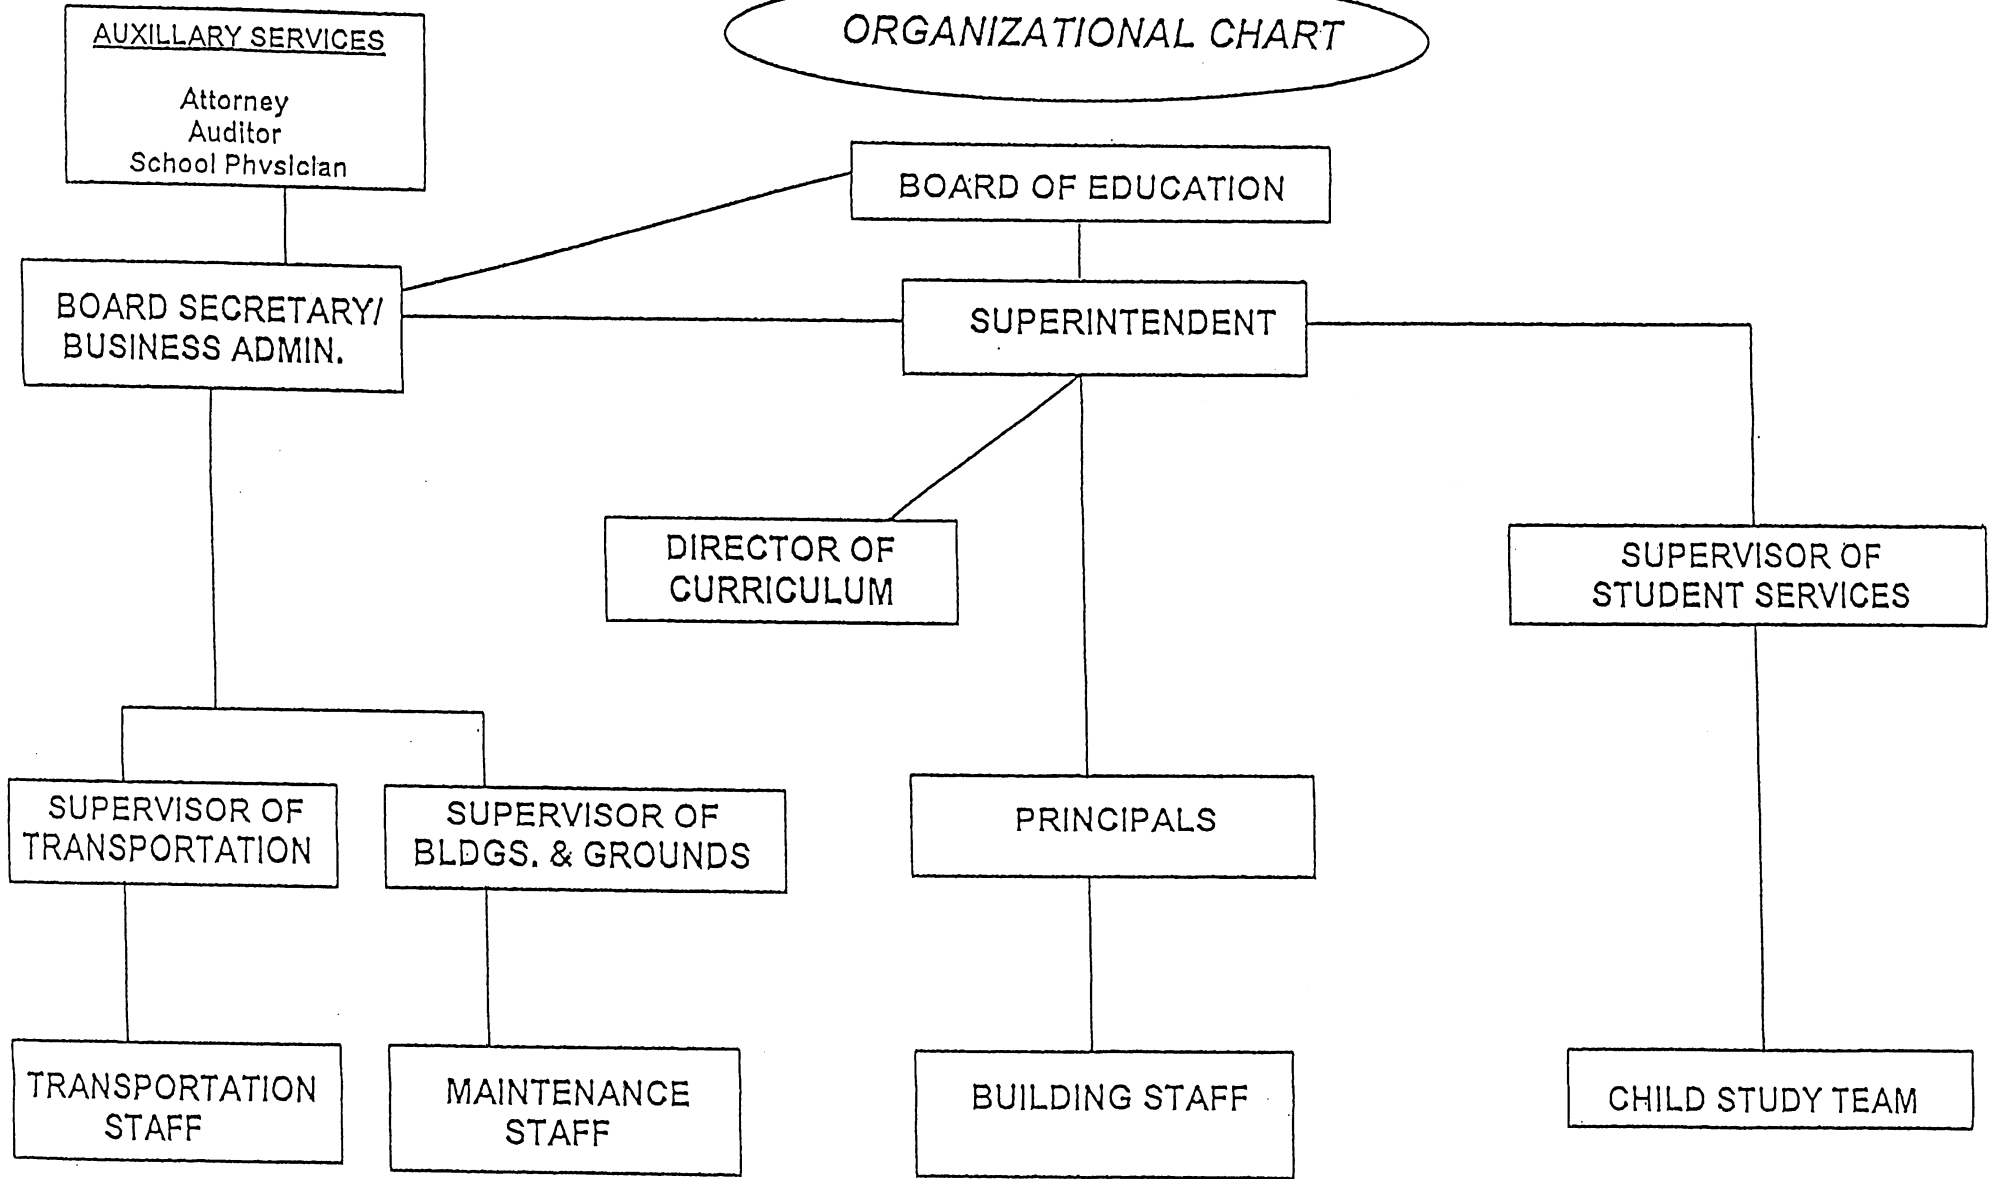 ORGANIZATIONAL CHART
AUXILLARY SERVICES
Attorney
Auditor
School Physician
BOARD OF EDUCATION
BOARD SECRETARY/
BUSINESS ADMIN.
SUPERINTENDENT
DIRECTOR OF
CURRICULUM
SUPERVISOR OF
STUDENT SERVICES
SUPERVISOR OF
TRANSPORTATION
SUPERVISOR OF
BLDGS. & GROUNDS
PRINCIPALS
TRANSPORTATION
STAFF
MAINTENANCE
STAFF
BUILDING STAFF
CHILD STUDY TEAM